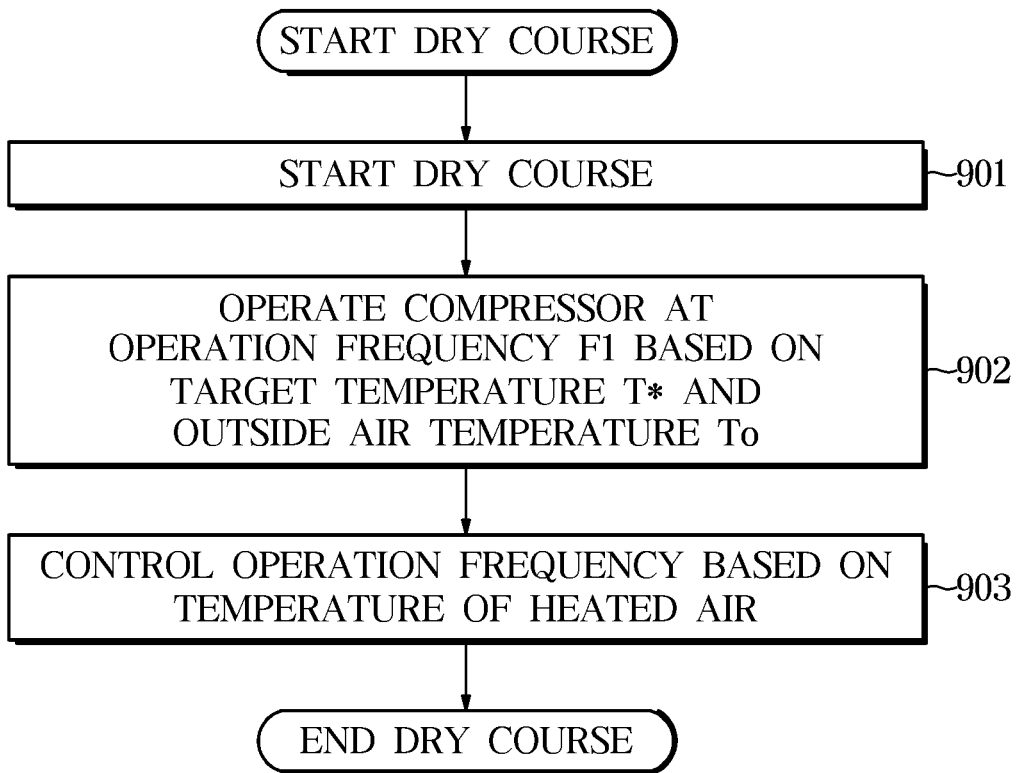 START DRY COURSE
START DRY COURSE
901
OPERATE COMPRESSOR AT
OPERATION FREQUENCY F1 BASED ON
TARGET TEMPERATURE T* AND
OUTSIDE AIR TEMPERATURE To
902
CONTROL OPERATION FREQUENCY BASED ON
TEMPERATURE OF HEATED AIR
903
END DRY COURSE